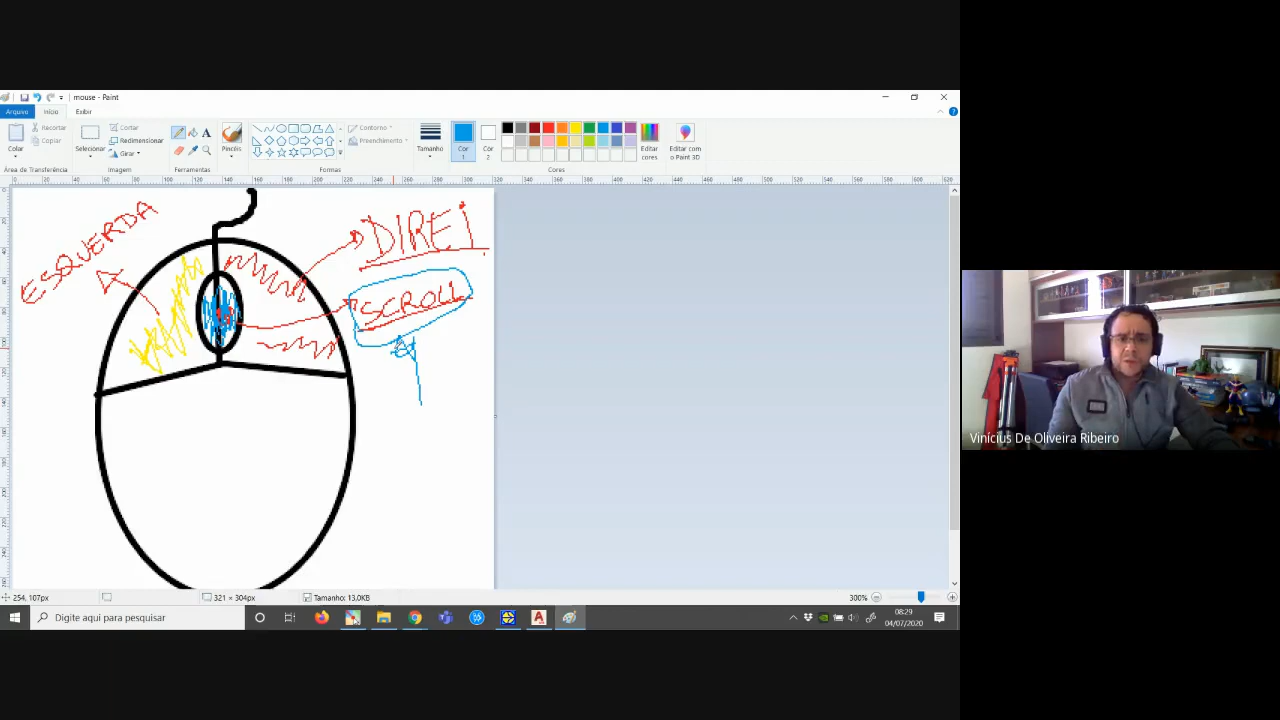 mouse - Paint
Arquivo Início Exibir
Colar
Recortar
Copiar
Área de Transferência
Selecionar
Cortar
Redimensionar
Girar
Imagem
Ferramentas
Pincéis
Contorno
Preenchimento
Formas
Tamanho
Cor 1
Cor 2
Editar cores
Editar com o Paint 3D
Cores
ESQUERDA
DIREI
SCROLL
Vinícius De Oliveira Ribeiro
254, 107px
321 × 304px
Tamanho: 13,0KB
300%
Digite aqui para pesquisar
08:29
04/07/2020